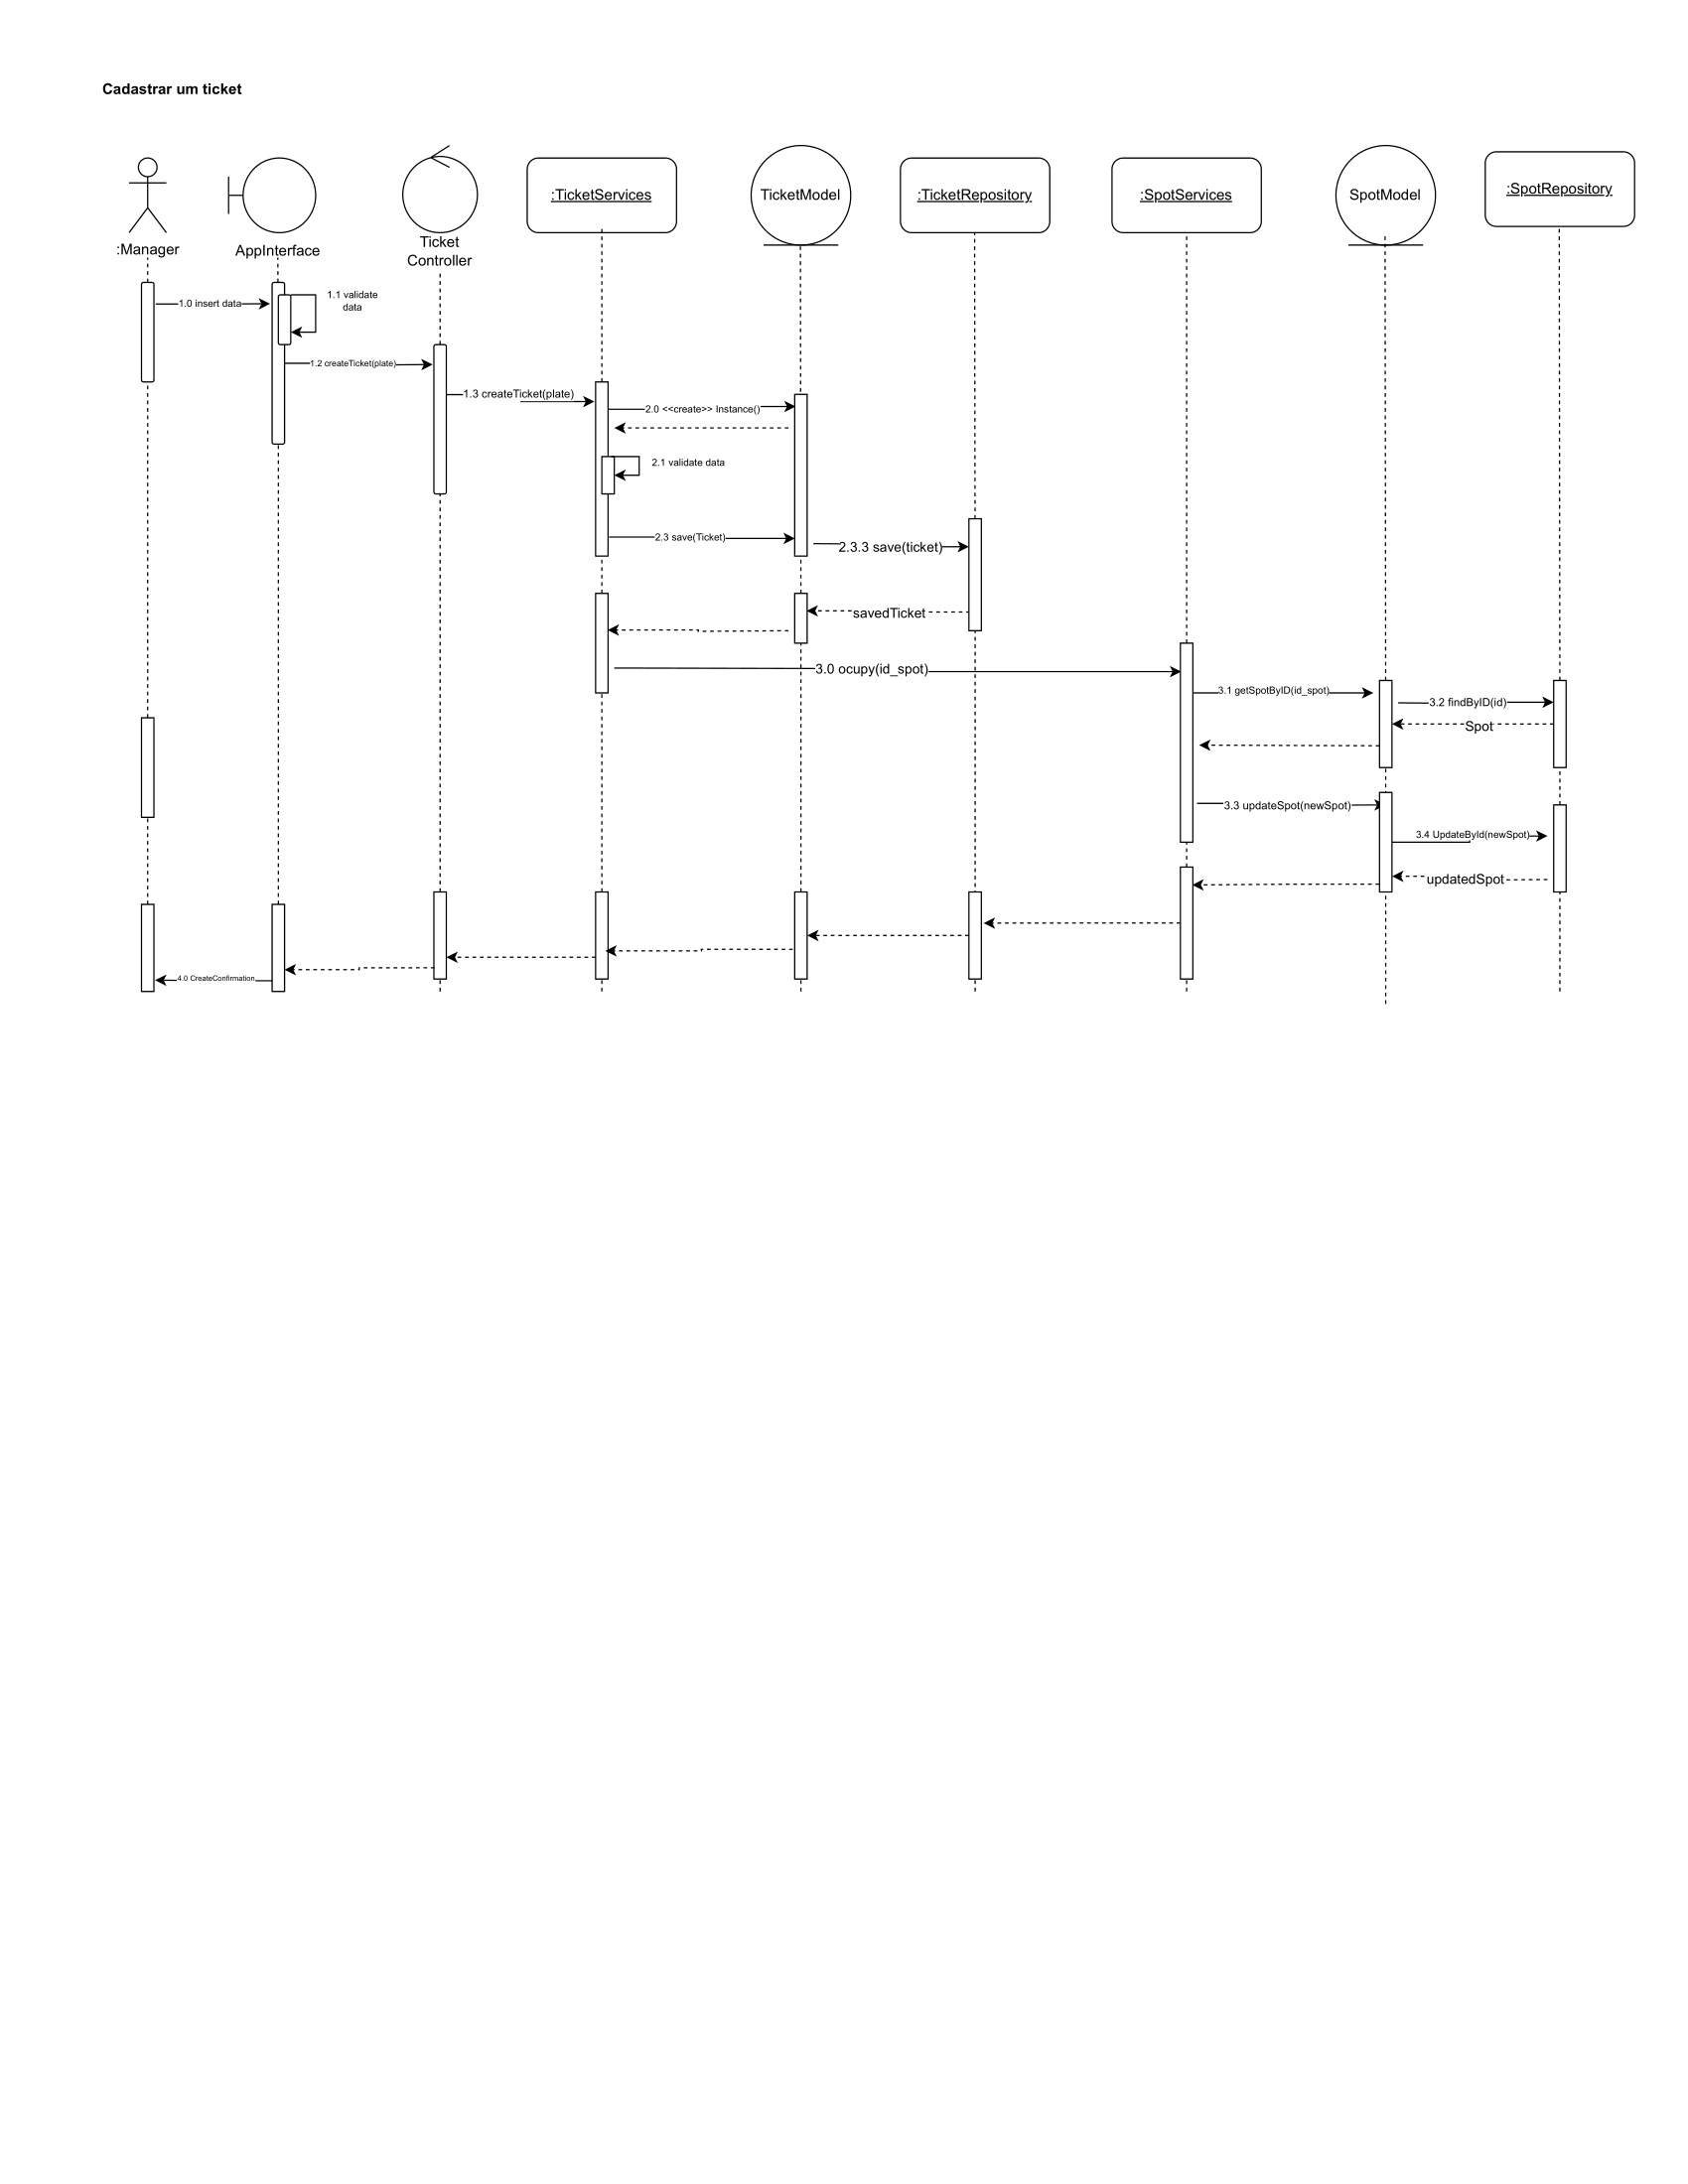 Cadastrar um ticket
:Manager
AppInterface
Ticket
Controller
:TicketServices
TicketModel
:TicketRepository
:SpotServices
SpotModel
:SpotRepository
1.0 insert data
1.1 validate
data
1.2 createTicket(plate)
1.3 createTicket(plate)
2.0 <<create>> Instance()
2.1 validate data
2.3 save(Ticket)
2.3.3 save(ticket)
savedTicket
3.0 ocupy(id_spot)
3.1 getSpotByID(id_spot)
3.2 findByID(id)
Spot
3.3 updateSpot(newSpot)
3.4 UpdateById(newSpot)
updatedSpot
4.0 CreateConfirmation